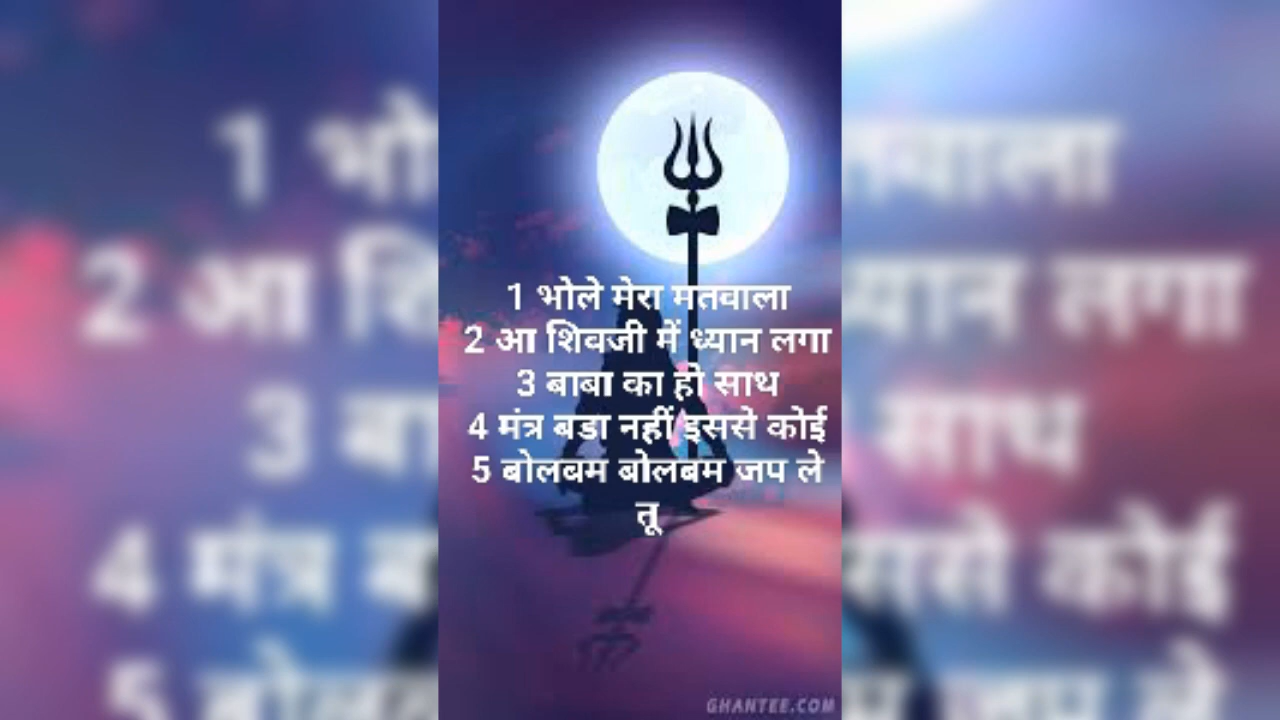 1 भोले मेरा मतवाला
2 आ शिवजी में ध्यान लगा
3 बाबा का हो साथ
4 मंत्र बडा नहीं इससे कोई
5 बोलबम बोलबम जप ले
तू
GHANTEE.COM